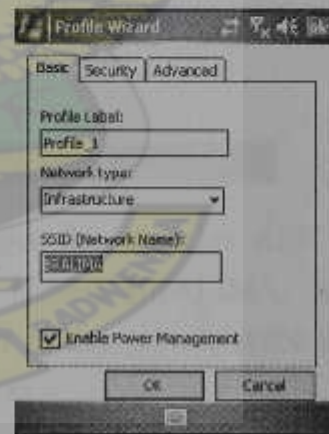 Profile Wizard
Basic Security Advanced
Profile Label:
Profile_1
Network type:
Infrastructure
SSID (Network Name):
Enable Power Management
OK Cancel